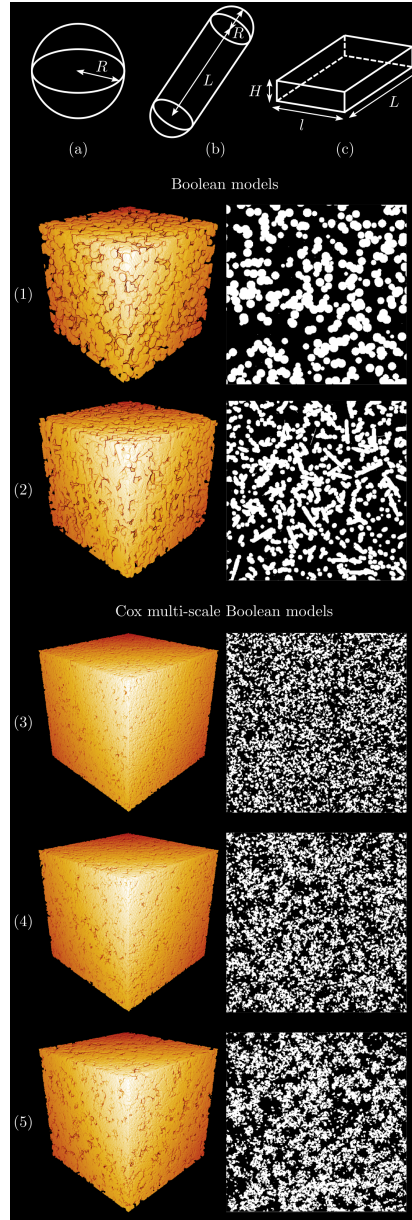 R
R
L
H
l
L
(a)
(b)
(c)
Boolean models
(1)
(2)
Cox multi-scale Boolean models
(3)
(4)
(5)